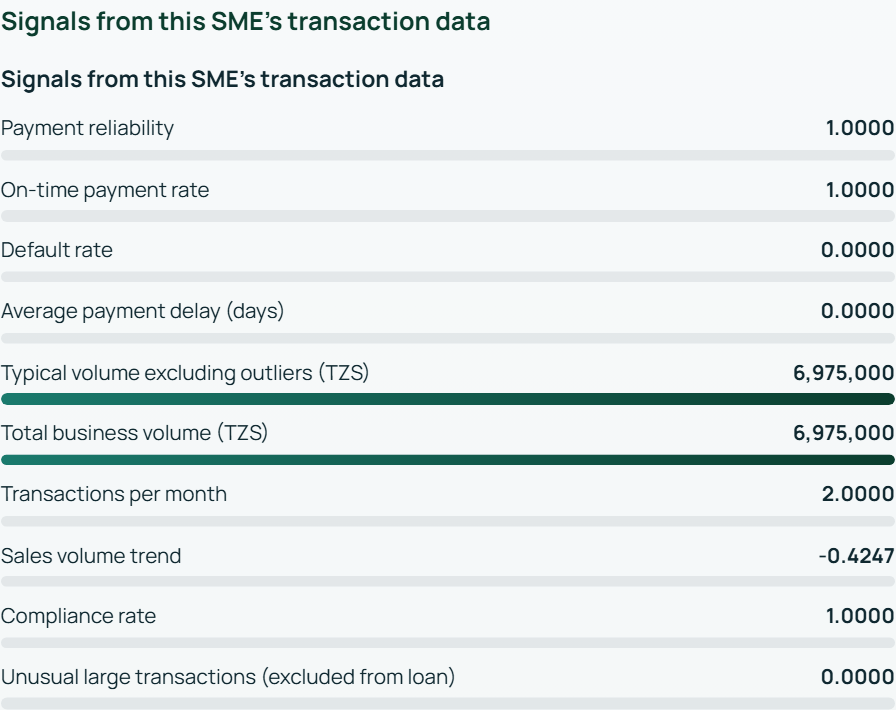 Signals from this SME's transaction data
Signals from this SME's transaction data
Payment reliability 1.0000
On-time payment rate 1.0000
Default rate 0.0000
Average payment delay (days) 0.0000
Typical volume excluding outliers (TZS) 6,975,000
Total business volume (TZS) 6,975,000
Transactions per month 2.0000
Sales volume trend -0.4247
Compliance rate 1.0000
Unusual large transactions (excluded from loan) 0.0000